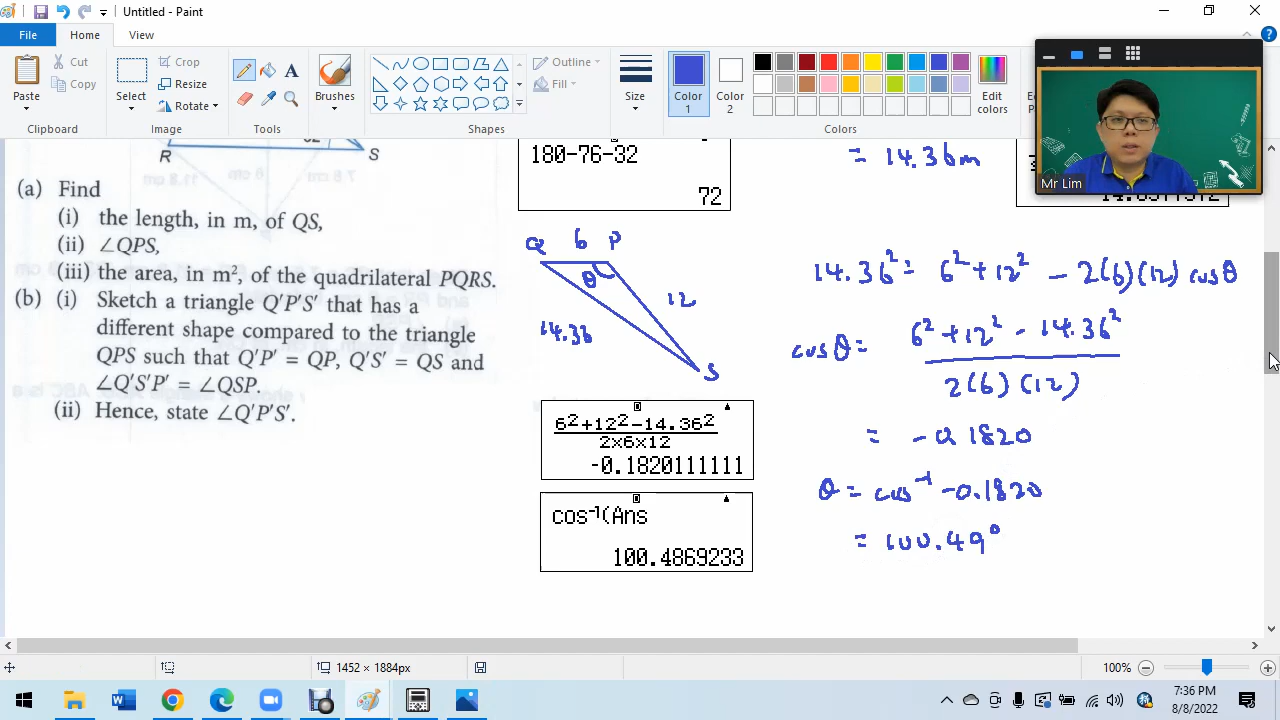 Untitled - Paint
File
Home
View
Paste
Cut
Copy
Clipboard
Select
Crop
Resize
Rotate
Image
A
Tools
Brushes
Shapes
Outline
Fill
Size
Color
1
Color
2
Edit
colors
Colors
Mr Lim
R
S
(a) Find
(i) the length, in m, of QS,
(ii) ∠QPS,
(iii) the area, in m², of the quadrilateral PQRS.
(b) (i) Sketch a triangle Q'P'S' that has a
different shape compared to the triangle
QPS such that Q'P' = QP, Q'S' = QS and
∠Q'S'P' = ∠QSP.
(ii) Hence, state ∠Q'P'S'.
180-76-32
72
= 14.36m
Q 6 P
θ
12
14.36
S
6²+12²-14.36²
2×6×12
-0.1820111111
cos⁻¹(Ans
100.4869233
14.36² = 6² + 12² - 2(6)(12) cosθ
cosθ = 6² + 12² - 14.36²
2(6)(12)
= -0.1820
θ = cos⁻¹ -0.1820
= 100.49°
1452 × 1884px
100%
7:36 PM
8/8/2022